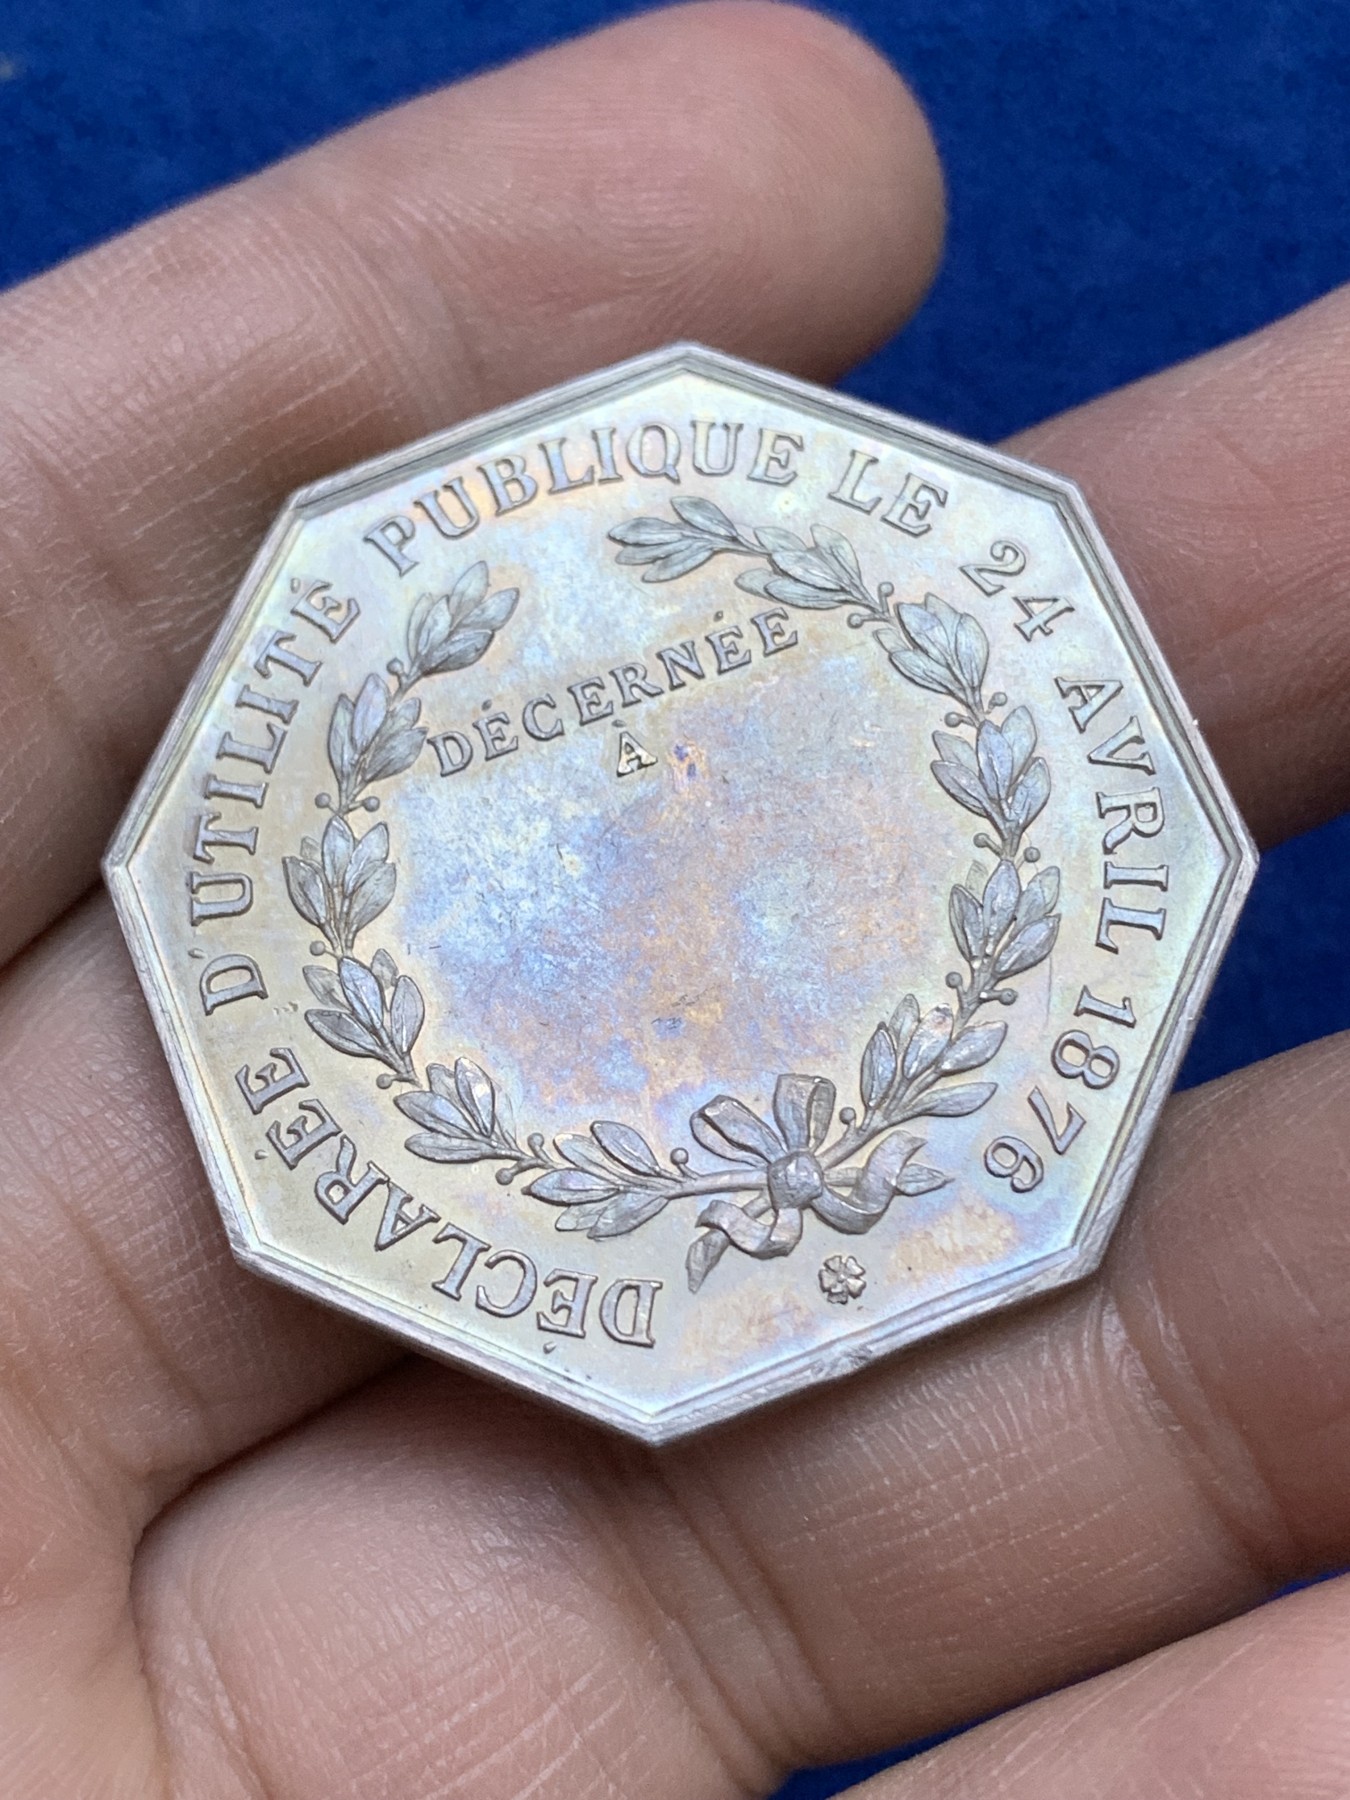 DÉCLARÉE D'UTILITÉ PUBLIQUE LE 24 AVRIL 1876
DÉCERNÉE
À